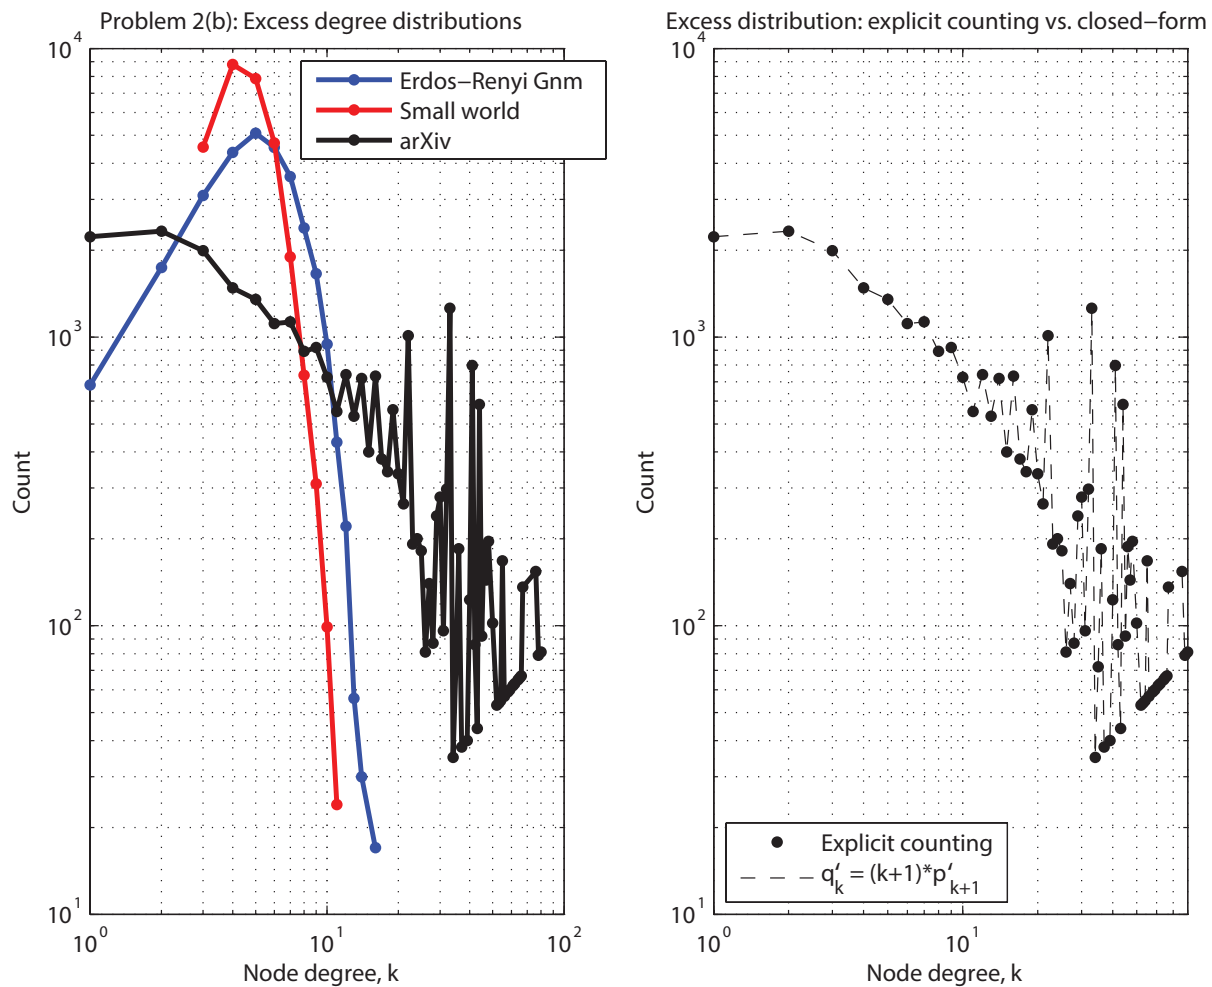 Problem 2(b): Excess degree distributions
10^4
10^3
10^2
10^1
Count
10^0
10^1
10^2
Node degree, k
Erdos−Renyi Gnm
Small world
arXiv
Excess distribution: explicit counting vs. closed−form
10^4
10^3
10^2
10^1
Count
10^0
10^1
Node degree, k
Explicit counting
q'_k = (k+1)*p'_{k+1}